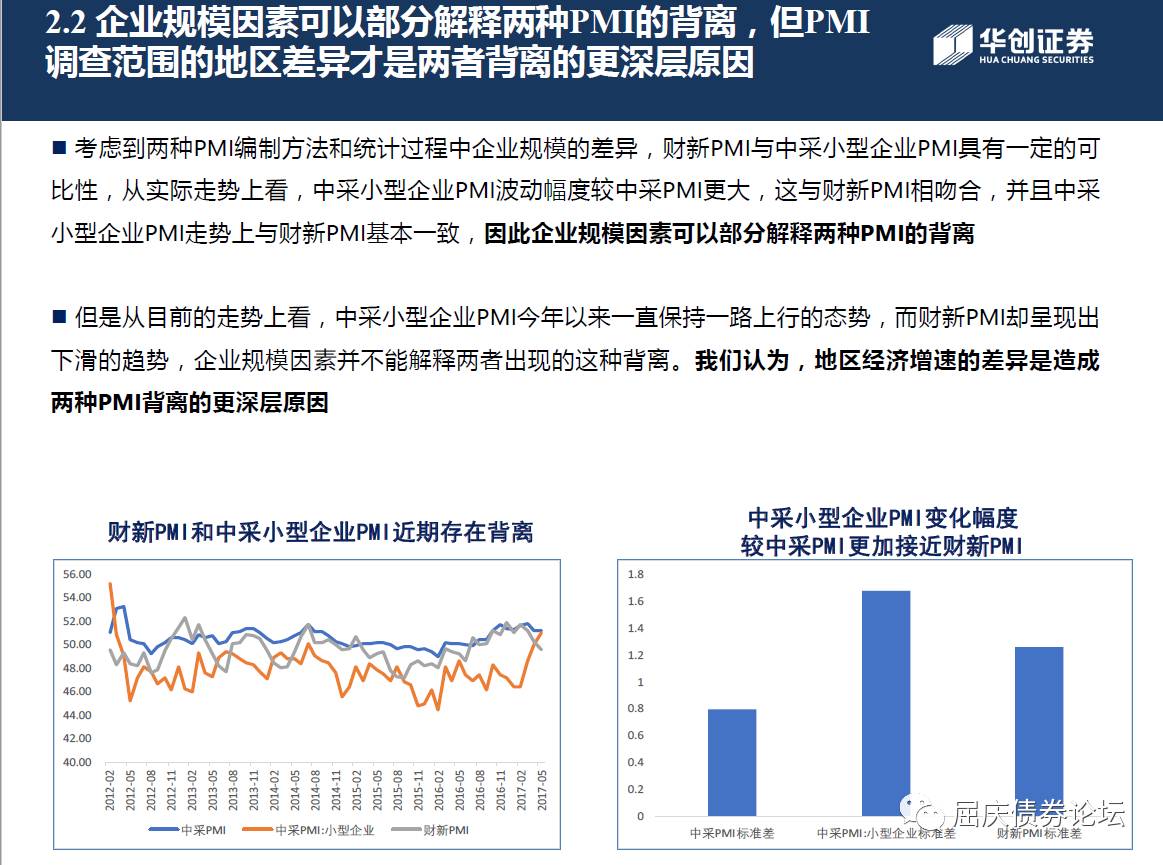 2.2 企业规模因素可以部分解释两种PMI的背离，但PMI
调查范围的地区差异才是两者背离的更深层原因
华创证券
HUA CHUANG SECURITIES
■ 考虑到两种PMI编制方法和统计过程中企业规模的差异，财新PMI与中采小型企业PMI具有一定的可
比性，从实际走势上看，中采小型企业PMI波动幅度较中采PMI更大，这与财新PMI相吻合，并且中采
小型企业PMI走势上与财新PMI基本一致，因此企业规模因素可以部分解释两种PMI的背离
■ 但是从目前的走势上看，中采小型企业PMI今年以来一直保持一路上行的态势，而财新PMI却呈现出
下滑的趋势，企业规模因素并不能解释两者出现的这种背离。我们认为，地区经济增速的差异是造成
两种PMI背离的更深层原因
财新PMI和中采小型企业PMI近期存在背离
56.00
54.00
52.00
50.00
48.00
46.00
44.00
42.00
40.00
2012-02
2012-05
2012-08
2012-11
2013-02
2013-05
2013-08
2013-11
2014-02
2014-05
2014-08
2014-11
2015-02
2015-05
2015-08
2015-11
2016-02
2016-05
2016-08
2016-11
2017-02
2017-05
中采PMI
中采PMI:小型企业
财新PMI
中采小型企业PMI变化幅度
较中采PMI更加接近财新PMI
1.8
1.6
1.4
1.2
1
0.8
0.6
0.4
0.2
0
中采PMI标准差
中采PMI:小型企业标准差
财新PMI标准差
屈庆债券论坛